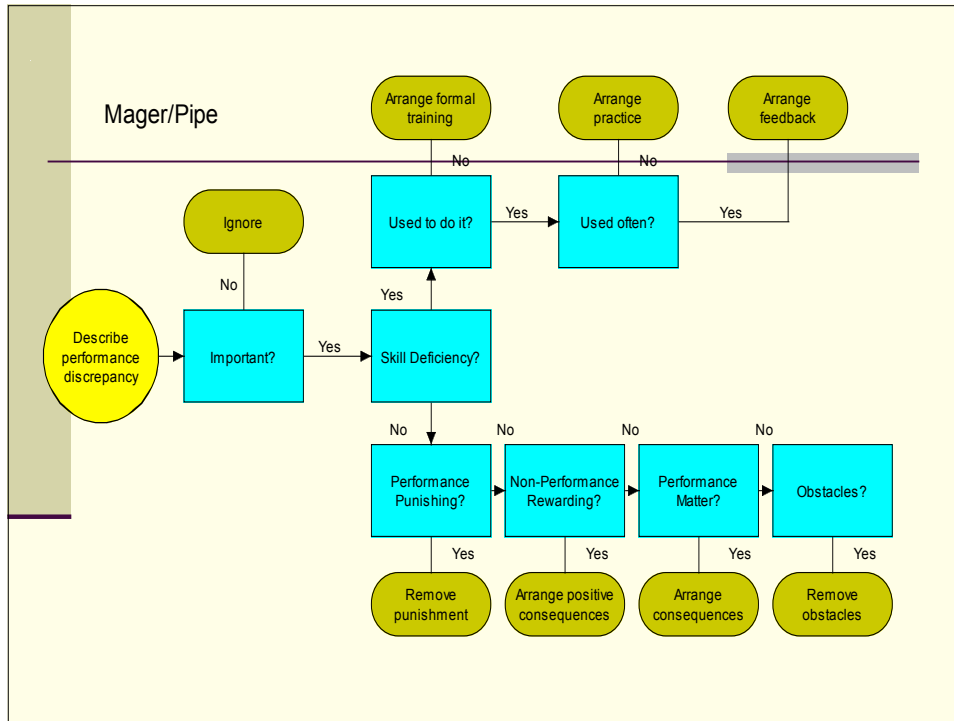 Mager/Pipe
Arrange formal
training
Arrange
practice
Arrange
feedback
No
No
Used to do it?
Yes
Used often?
Yes
Ignore
No
Yes
Describe
performance
discrepancy
Important?
Yes
Skill Deficiency?
No
No
No
No
Performance
Punishing?
Non-Performance
Rewarding?
Performance
Matter?
Obstacles?
Yes
Yes
Yes
Yes
Remove
punishment
Arrange positive
consequences
Arrange
consequences
Remove
obstacles